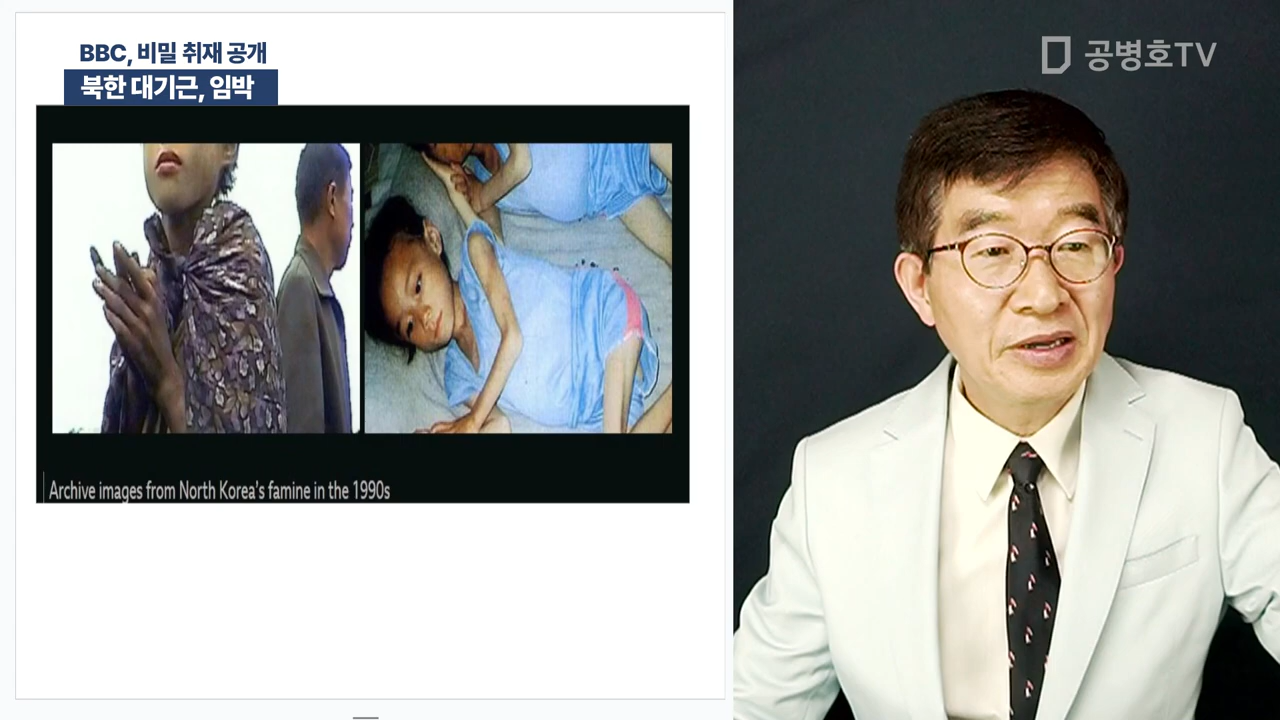 BBC, 비밀 취재 공개
북한 대기근, 임박
공병호TV
Archive images from North Korea's famine in the 1990s